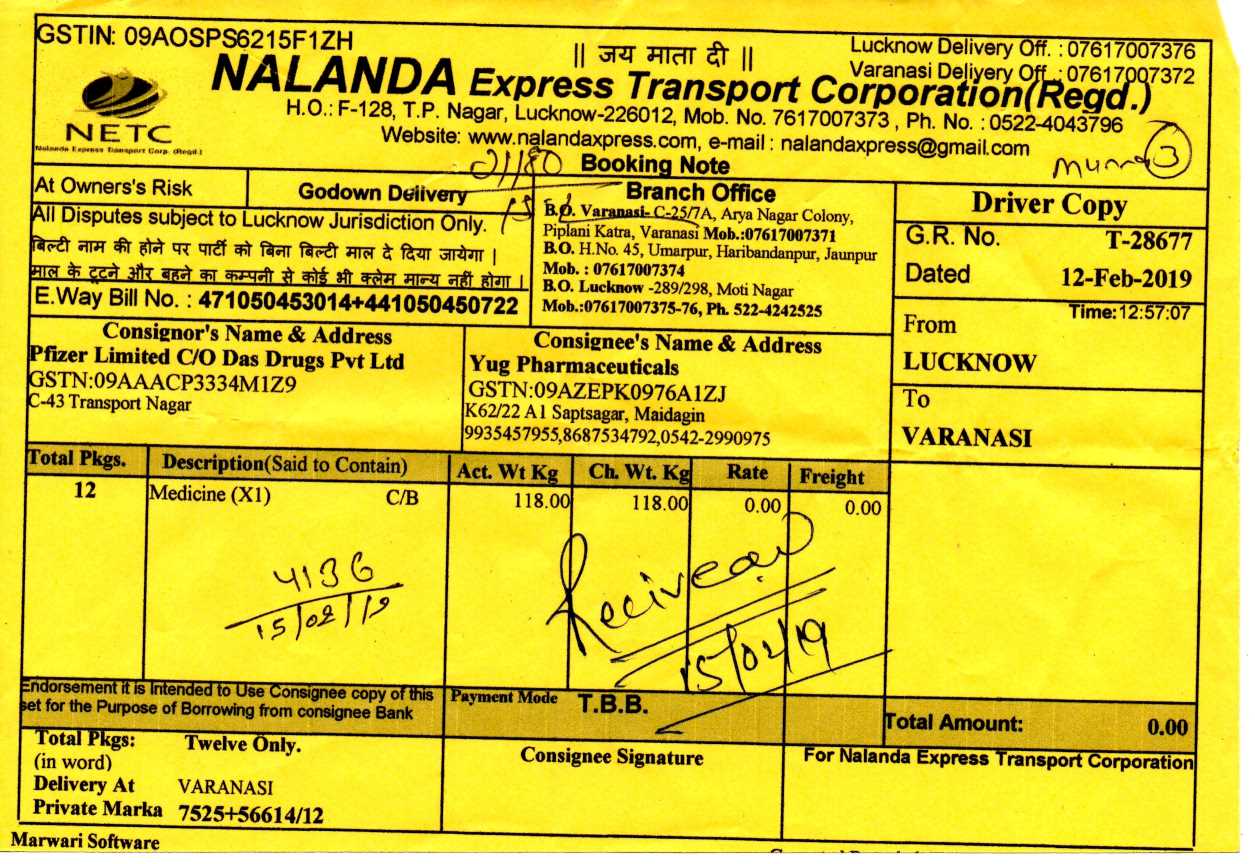 GSTIN: 09AOSPS6215F1ZH
|| जय माता दी ||
Lucknow Delivery Off. : 07617007376
Varanasi Delivery Off. : 07617007372
NALANDA Express Transport Corporation(Regd.)
H.O.: F-128, T.P. Nagar, Lucknow-226012, Mob. No. 7617007373 , Ph. No. : 0522-4043796
Website: www.nalandaxpress.com, e-mail : nalandaxpress@gmail.com
NETC
Nalanda Express Transport Corp. (Regd.)
Booking Note
3
At Owners's Risk
Godown Delivery
All Disputes subject to Lucknow Jurisdiction Only.
बिल्टी नाम की होने पर पार्टी को बिना बिल्टी माल दे दिया जायेगा |
माल के टूटने और बहने का कम्पनी से कोई भी क्लेम मान्य नहीं होगा |
E.Way Bill No. : 471050453014+441050450722
Branch Office
B.O. Varanasi- C-25/7A, Arya Nagar Colony,
Piplani Katra, Varanasi Mob.:07617007371
B.O. H.No. 45, Umarpur, Haribandanpur, Jaunpur
Mob. : 07617007374
B.O. Lucknow -289/298, Moti Nagar
Mob.:07617007375-76, Ph. 522-4242525
Driver Copy
G.R. No. T-28677
Dated 12-Feb-2019
Time:12:57:07
From
LUCKNOW
To
VARANASI
Consignor's Name & Address
Pfizer Limited C/O Das Drugs Pvt Ltd
GSTN:09AAACP3334M1Z9
C-43 Transport Nagar
Consignee's Name & Address
Yug Pharmaceuticals
GSTN:09AZEPK0976A1ZJ
K62/22 A1 Saptsagar, Maidagin
9935457955,8687534792,0542-2990975
Total Pkgs. Description(Said to Contain) Act. Wt Kg Ch. Wt. Kg Rate Freight
12 Medicine (X1) C/B 118.00 118.00 0.00 0.00
4136
15/02/19
15/02/19
Endorsement it is Intended to Use Consignee copy of this
set for the Purpose of Borrowing from consignee Bank
Payment Mode T.B.B.
Total Amount: 0.00
Total Pkgs: Twelve Only.
(in word)
Delivery At VARANASI
Private Marka 7525+56614/12
Consignee Signature
For Nalanda Express Transport Corporation
Marwari Software